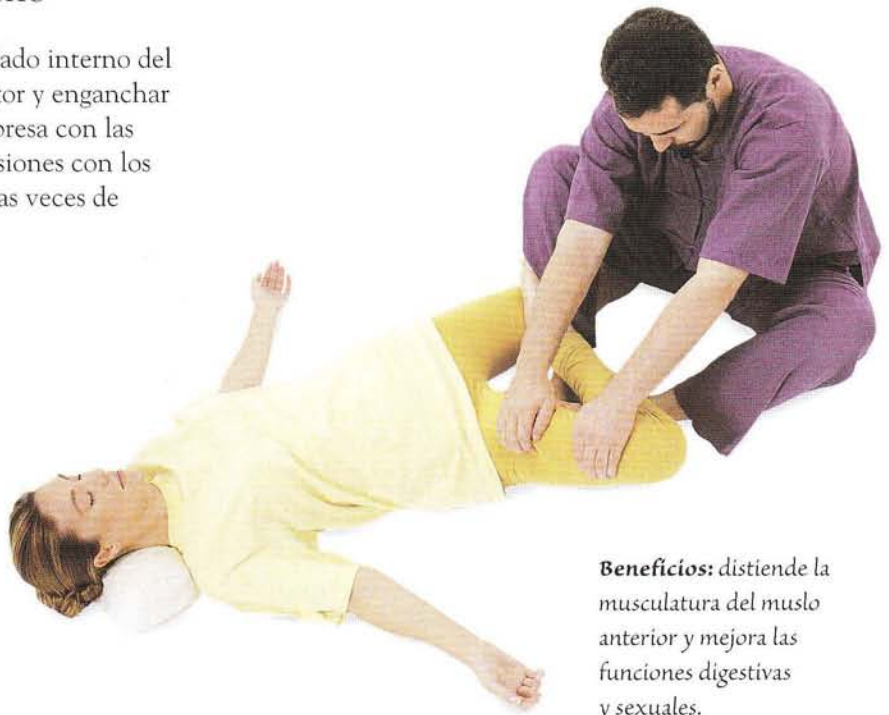 ado interno del
tor y enganchar
presa con las
siones con los
as veces de
Beneficios: distiende la
musculatura del muslo
anterior y mejora las
funciones digestivas
y sexuales.